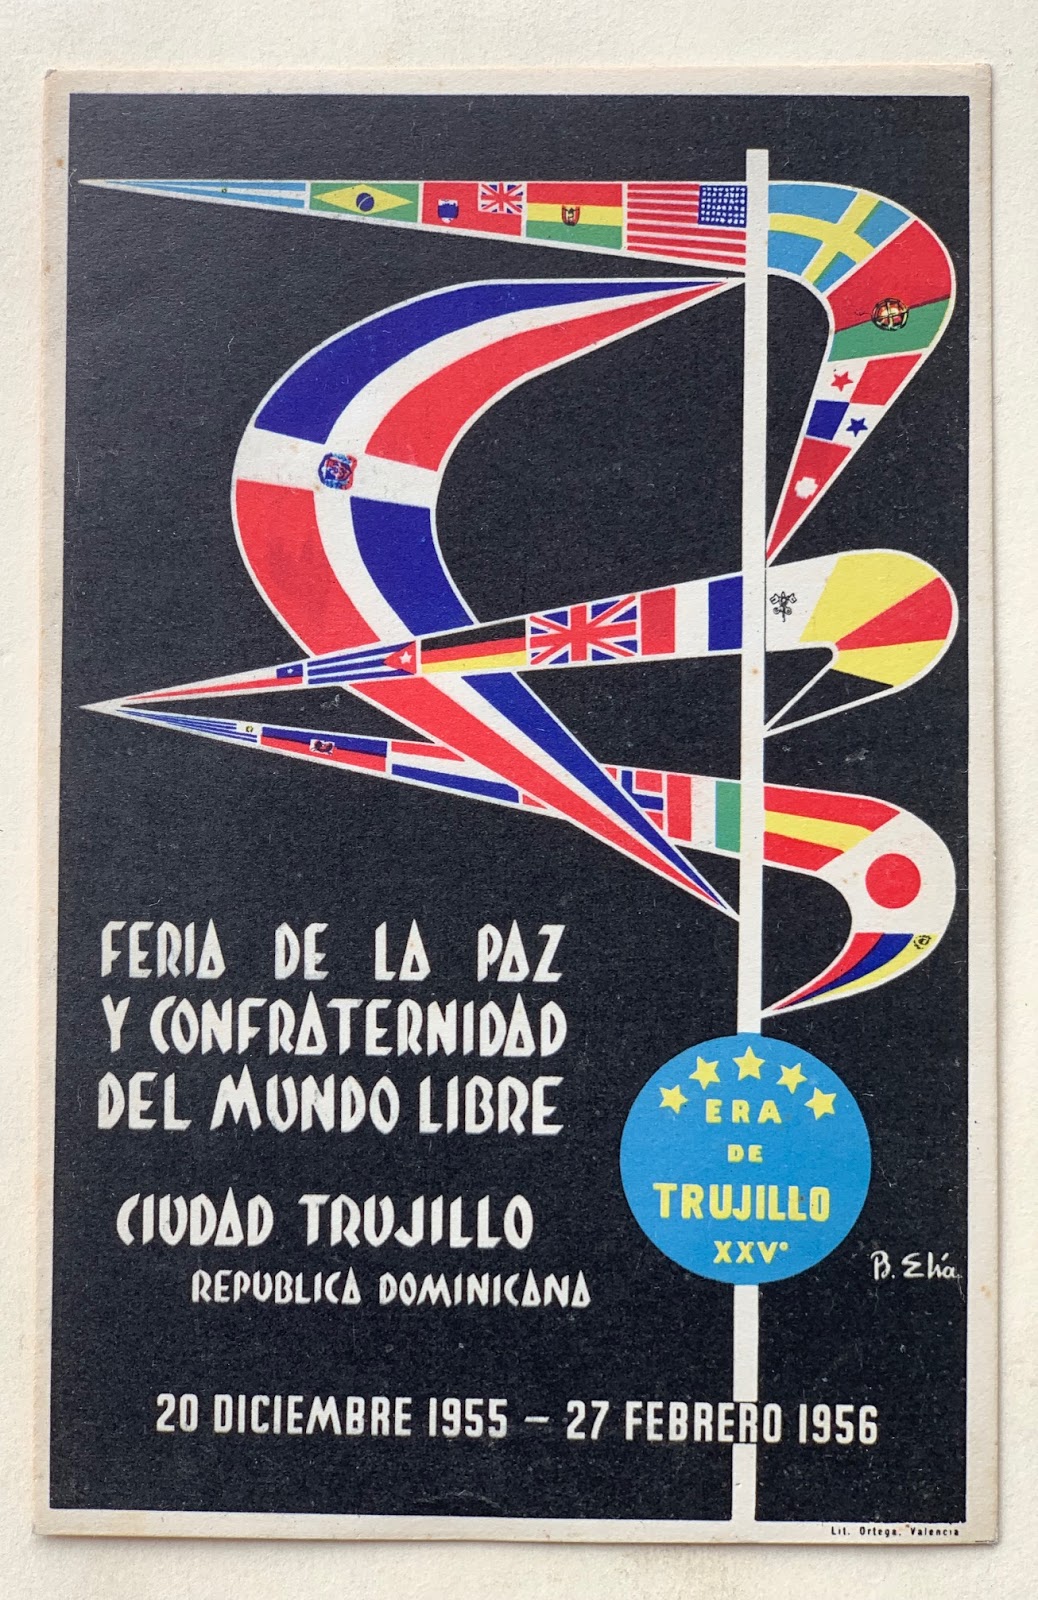 FERIA DE LA PAZ
Y CONFRATERNIDAD
DEL MUNDO LIBRE
CIUDAD TRUJILLO
REPUBLICA DOMINICANA
ERA
DE
TRUJILLO
XXVº
B. Elía
20 DICIEMBRE 1955 – 27 FEBRERO 1956
Lit. Ortega. Valencia